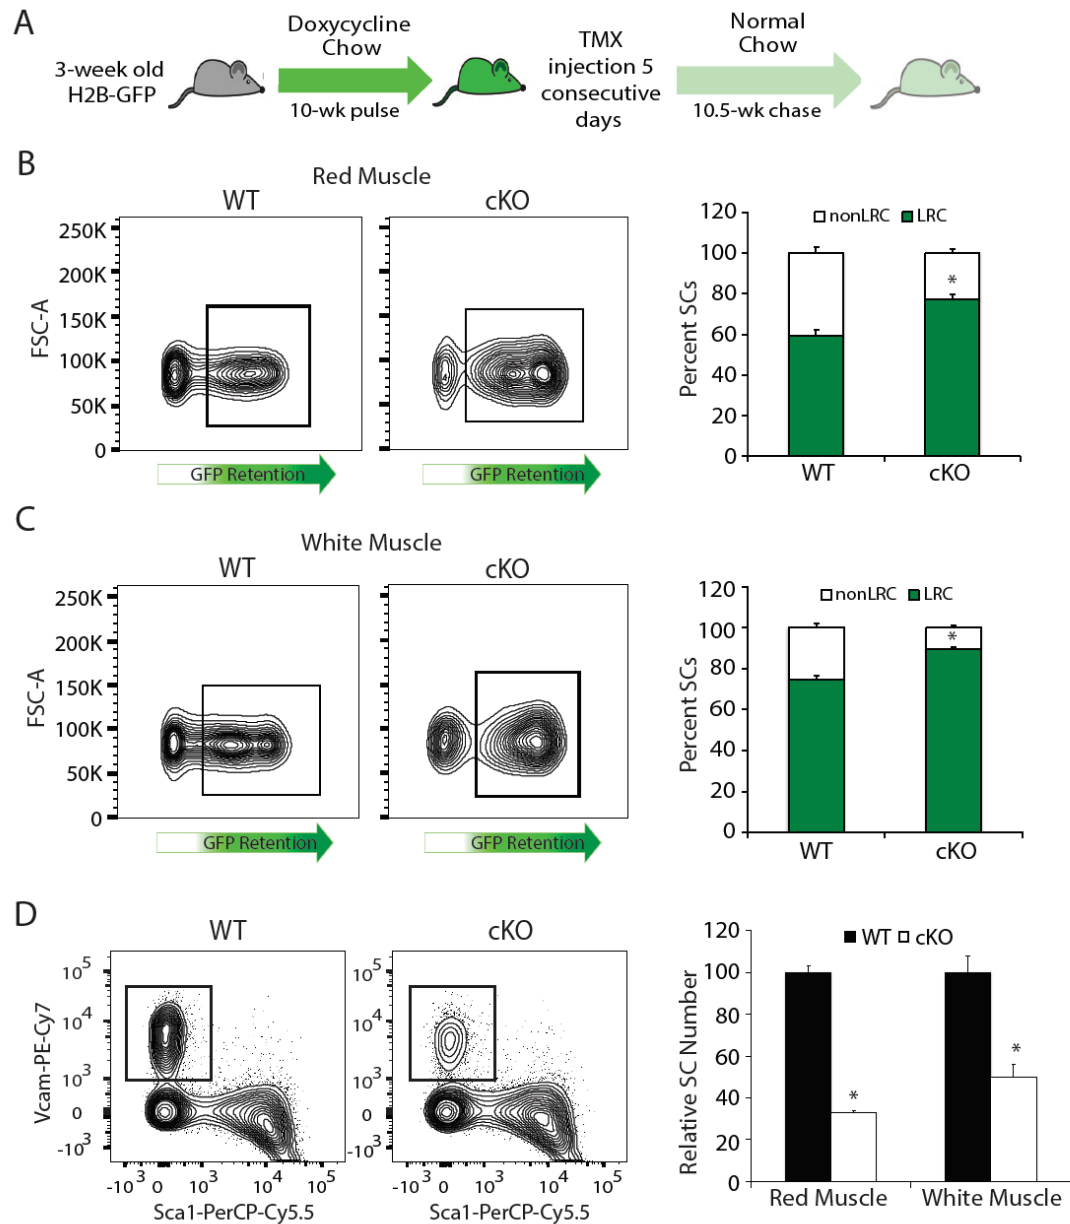 A
3-week old
H2B-GFP
Doxycycline
Chow
10-wk pulse
TMX
injection 5
consecutive
days
Normal
Chow
10.5-wk chase
B
Red Muscle
WT
cKO
FSC-A
250K
200K
150K
100K
50K
0
GFP Retention
GFP Retention
nonLRC LRC
Percent SCs
120
100
80
60
40
20
0
WT
cKO
C
White Muscle
WT
cKO
FSC-A
250K
200K
150K
100K
50K
0
GFP Retention
GFP Retention
nonLRC LRC
Percent SCs
120
100
80
60
40
20
0
WT
cKO
*
*
D
WT
cKO
Vcam-PE-Cy7
10^5
10^4
10^3
0
-10^3
10^5
10^4
10^3
0
-10^3
-10^3 0 10^3 10^4 10^5
-10^3 0 10^3 10^4 10^5
Sca1-PerCP-Cy5.5
Sca1-PerCP-Cy5.5
WT cKO
Relative SC Number
120
100
80
60
40
20
0
*
*
Red Muscle
White Muscle